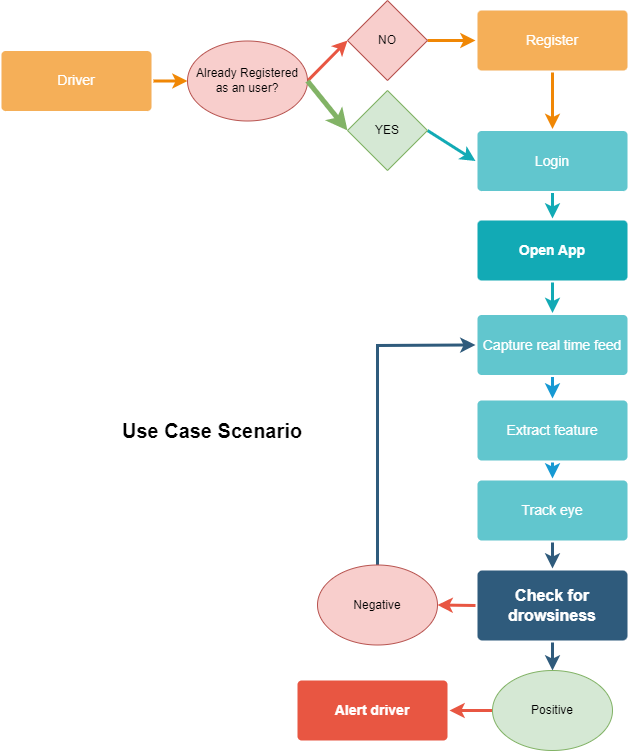 NO
Register
Driver
Already Registered
as an user?
YES
Login
Open App
Capture real time feed
Use Case Scenario
Extract feature
Track eye
Check for
drowsiness
Negative
Alert driver
Positive